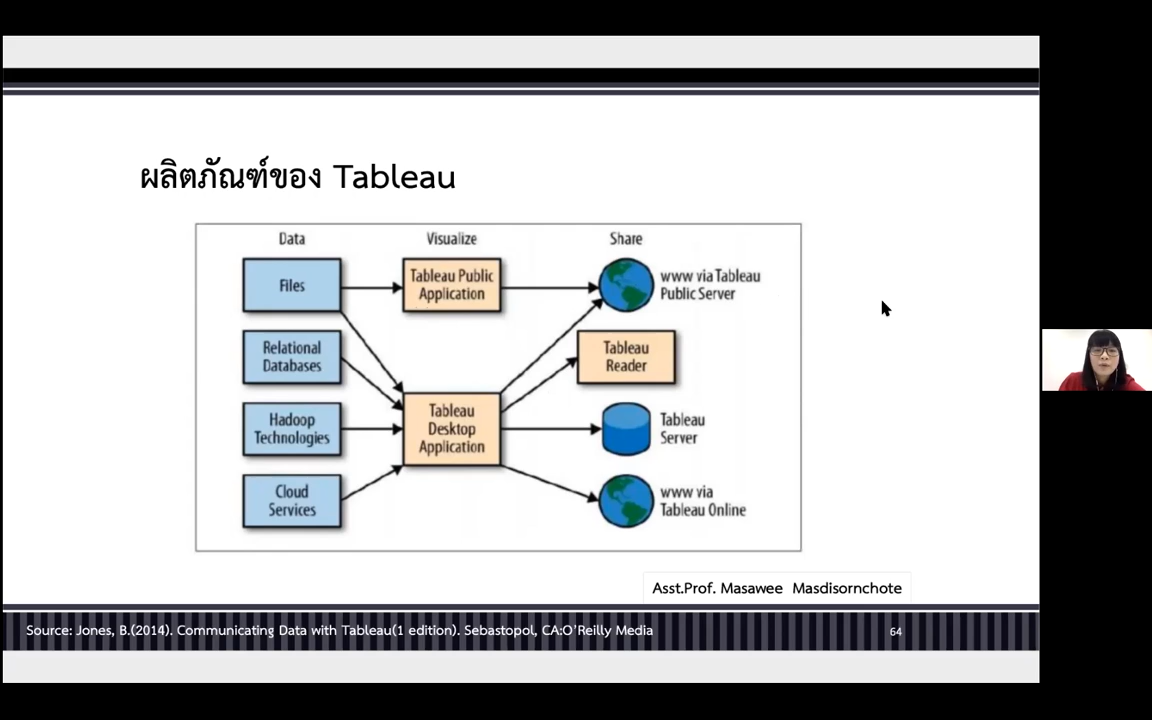 ผลิตภัณฑ์ของ Tableau
Data
Visualize
Share
Files
Tableau Public
Application
www via Tableau
Public Server
Relational
Databases
Tableau
Reader
Hadoop
Technologies
Tableau
Desktop
Application
Tableau
Server
Cloud
Services
www via
Tableau Online
Asst.Prof. Masawee Masdisornchote
Source: Jones, B.(2014). Communicating Data with Tableau(1 edition). Sebastopol, CA:O'Reilly Media
64